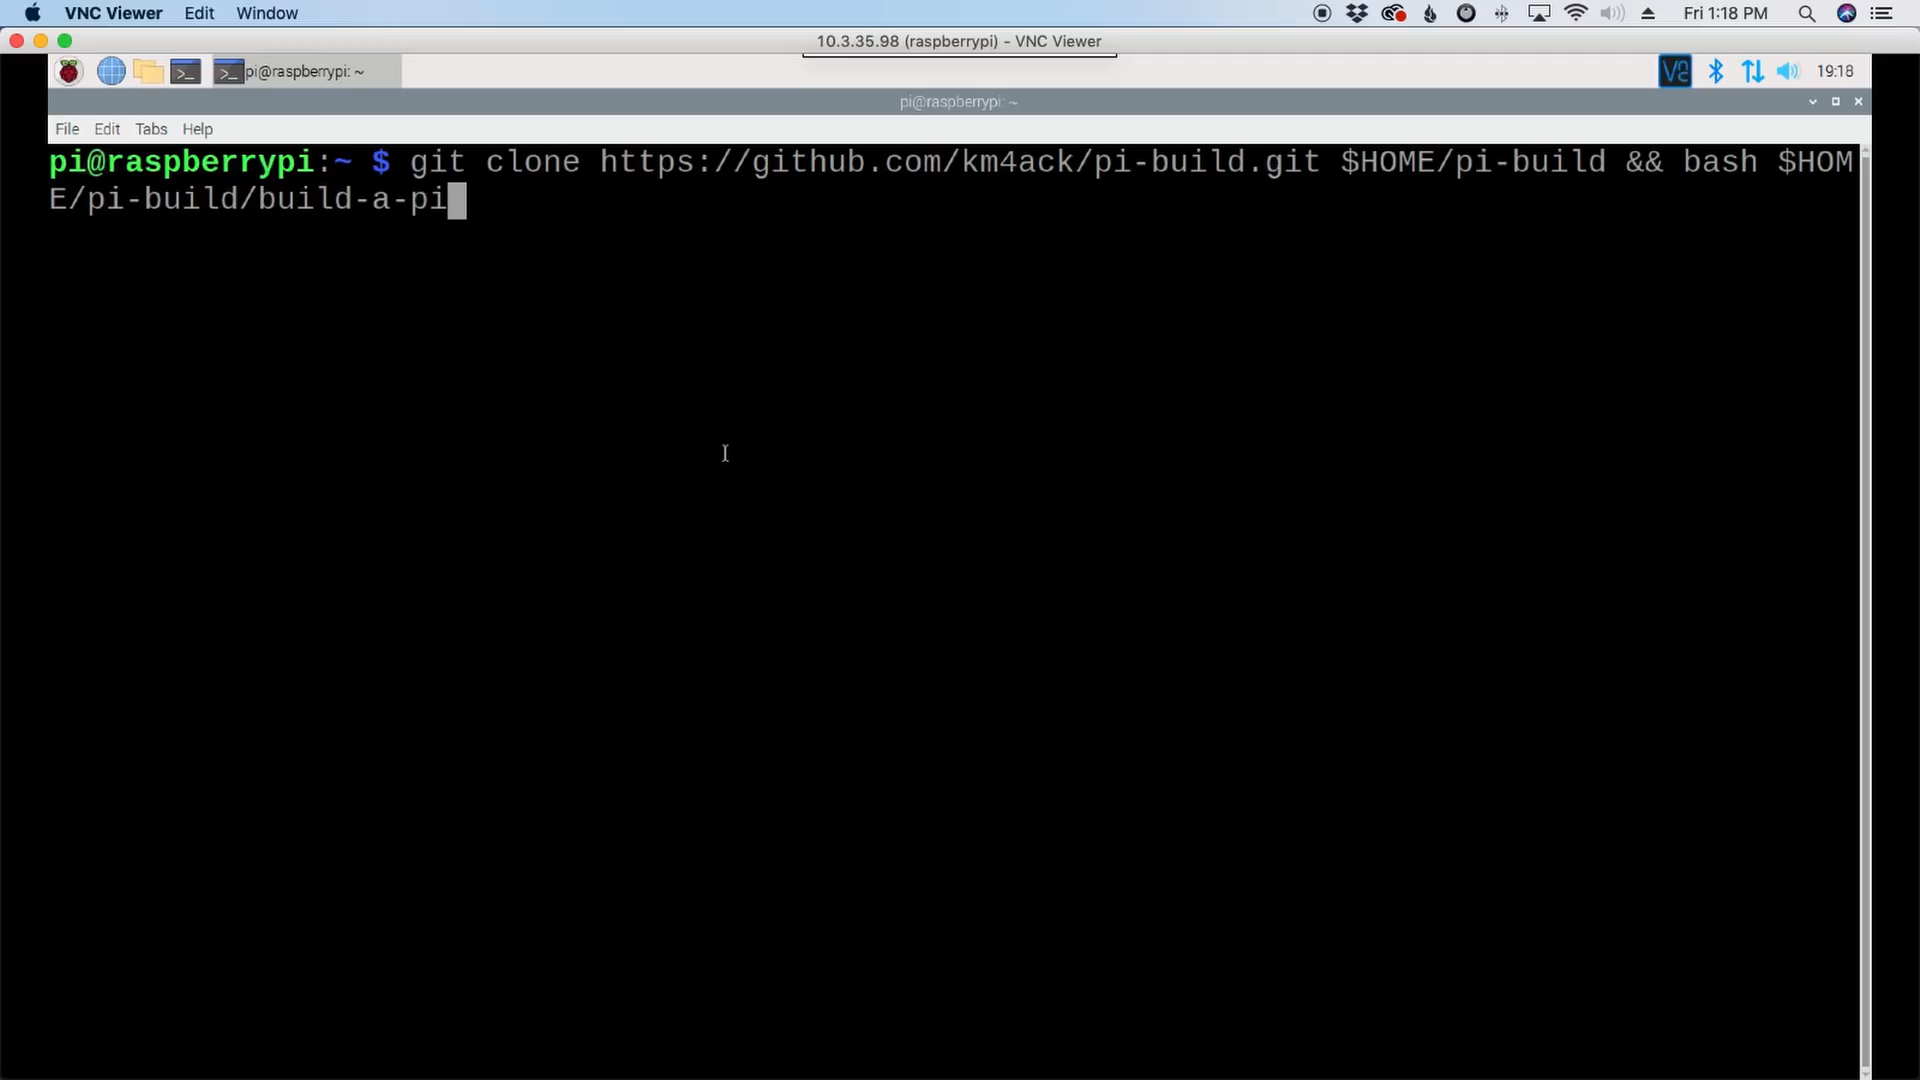 VNC Viewer Edit Window Fri 1:18 PM
10.3.35.98 (raspberrypi) - VNC Viewer
pi@raspberrypi: ~ 19:18
pi@raspberrypi: ~
File Edit Tabs Help
pi@raspberrypi:~ $ git clone https://github.com/km4ack/pi-build.git $HOME/pi-build && bash $HOM
E/pi-build/build-a-pi